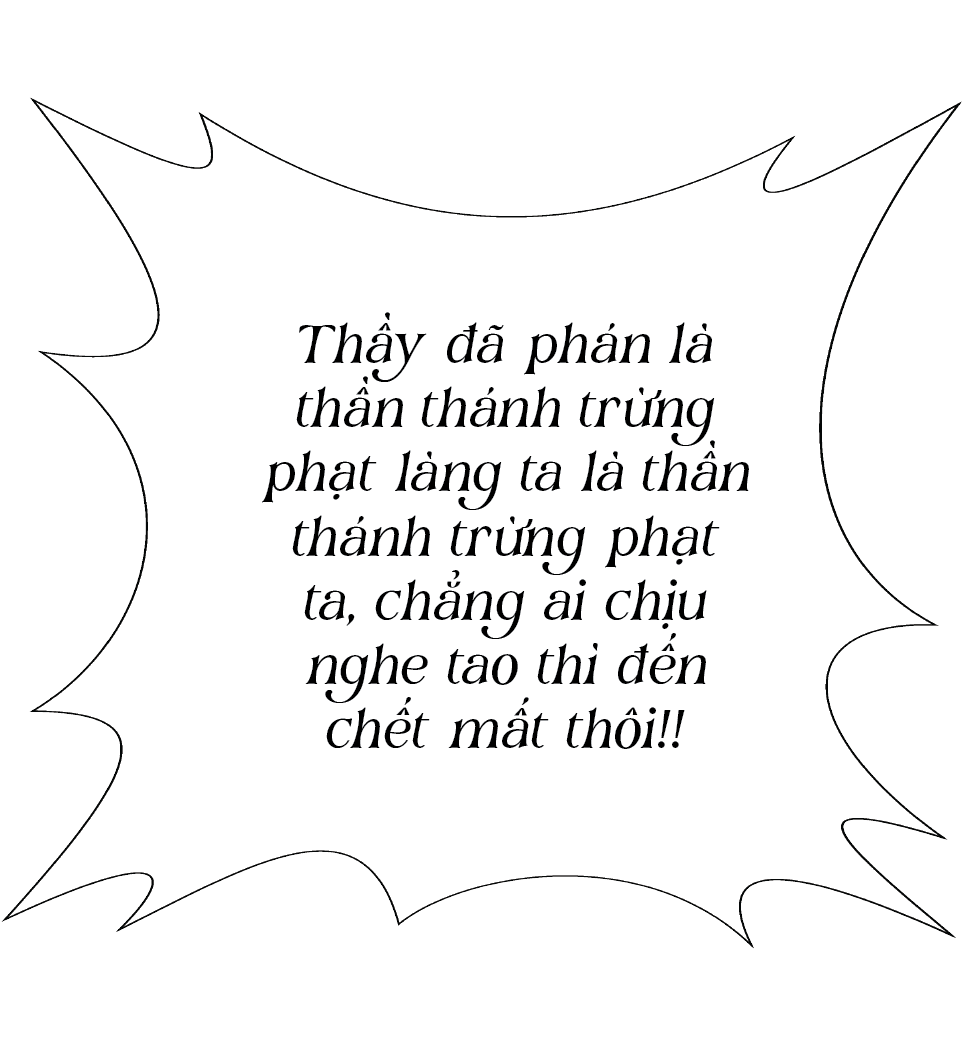 Thầy đã phán là
thần thánh trừng
phạt làng ta là thần
thánh trừng phạt
ta, chẳng ai chịu
nghe tao thì đến
chết mất thôi!!